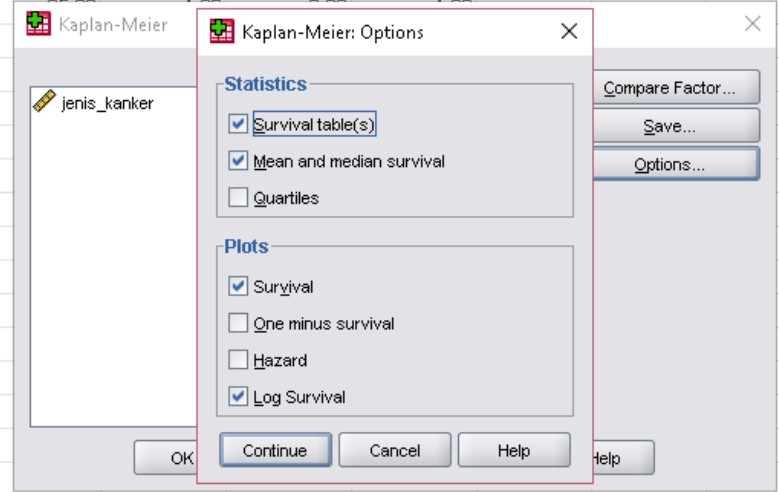 Kaplan-Meier
Kaplan-Meier: Options
jenis_kanker
Statistics
Survival table(s)
Mean and median survival
Quartiles
Plots
Survival
One minus survival
Hazard
Log Survival
Continue
Cancel
Help
Compare Factor...
Save...
Options...
OK
Help